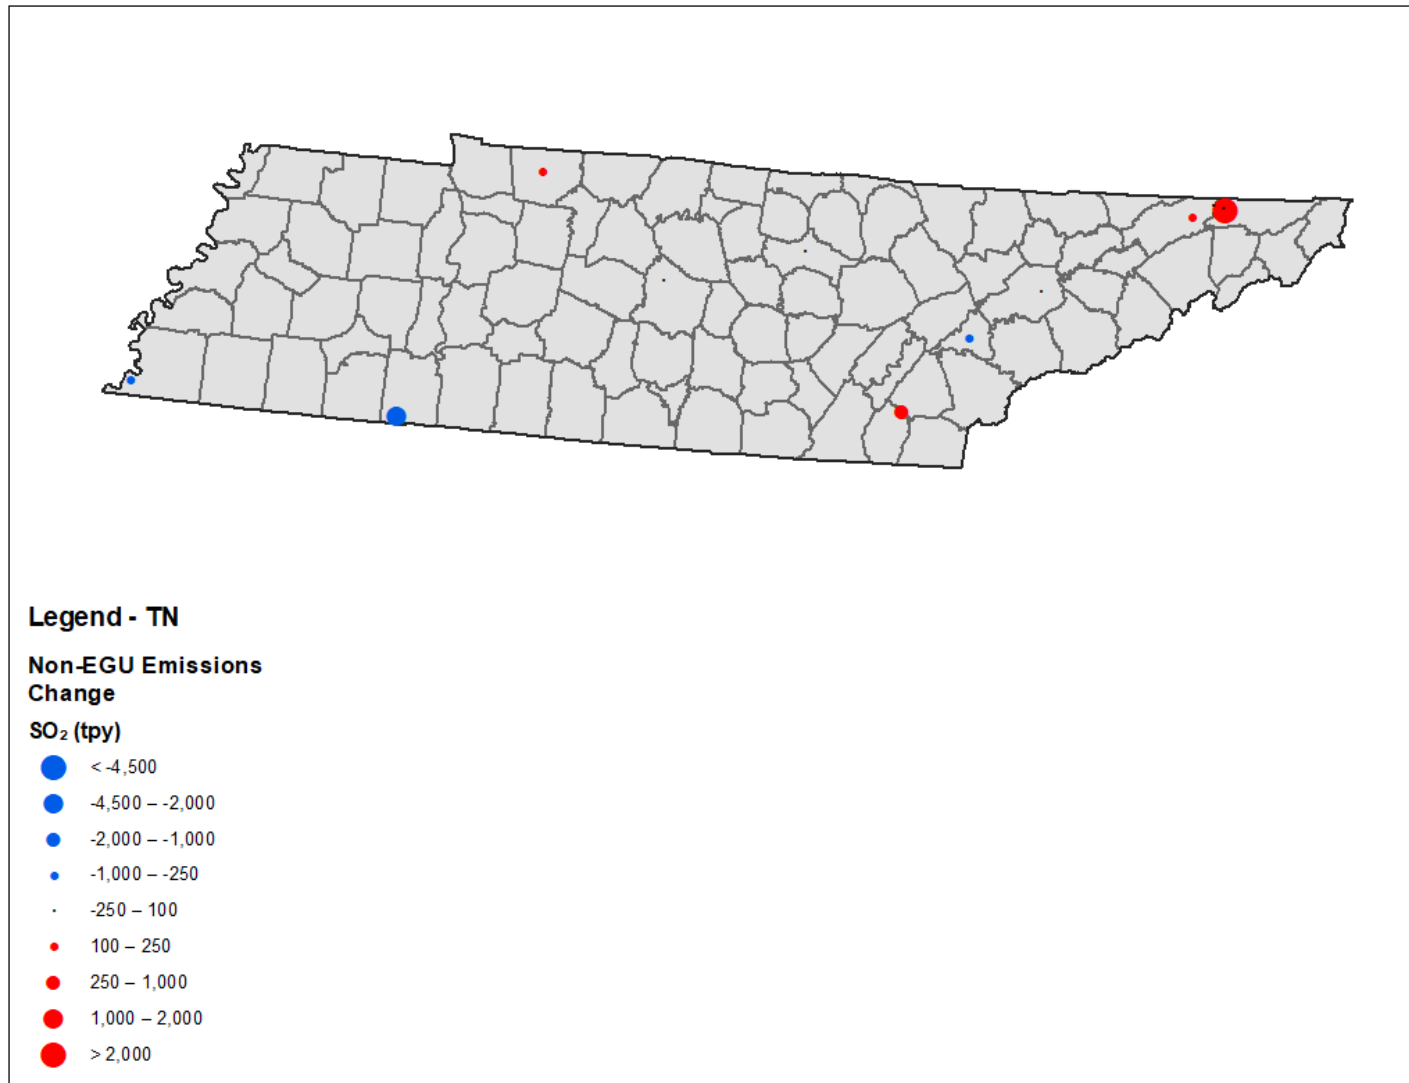 Legend - TN
Non-EGU Emissions
Change
SO₂ (tpy)
< -4,500
-4,500 – -2,000
-2,000 – -1,000
-1,000 – -250
-250 – 100
100 – 250
250 – 1,000
1,000 – 2,000
> 2,000